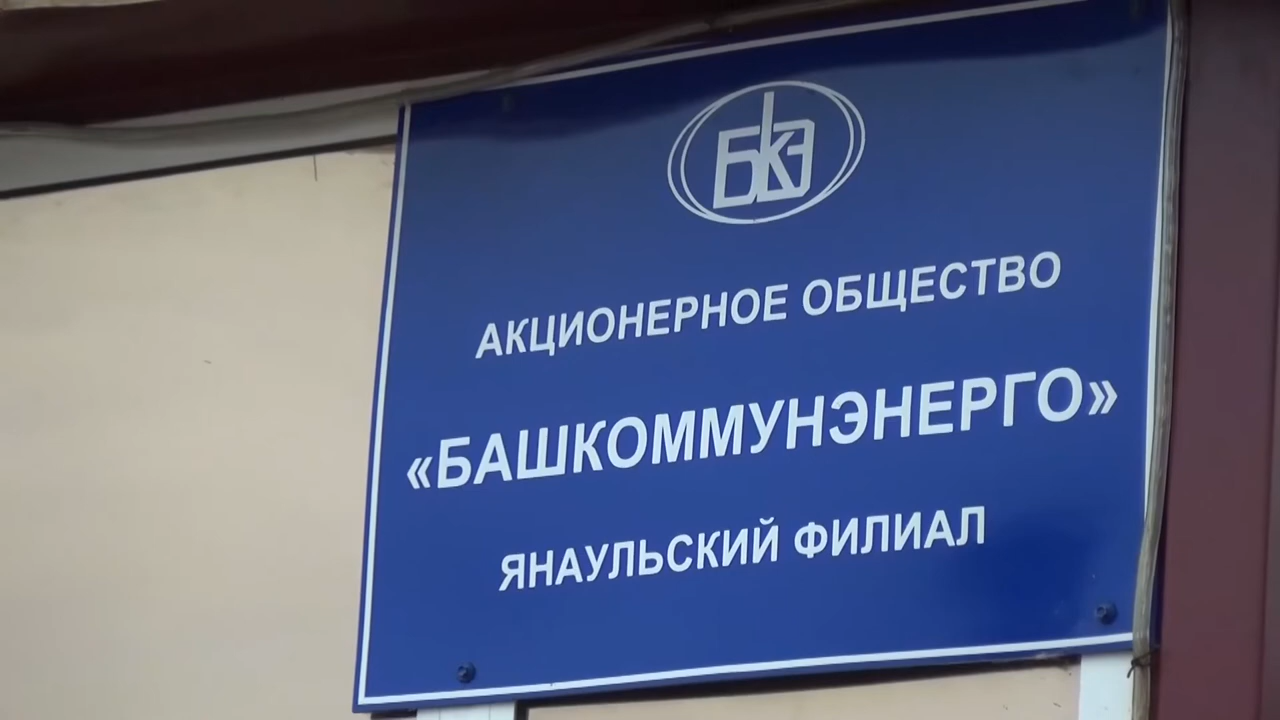 БКЭ
АКЦИОНЕРНОЕ ОБЩЕСТВО
«БАШКОММУНЭНЕРГО»
ЯНАУЛЬСКИЙ ФИЛИАЛ